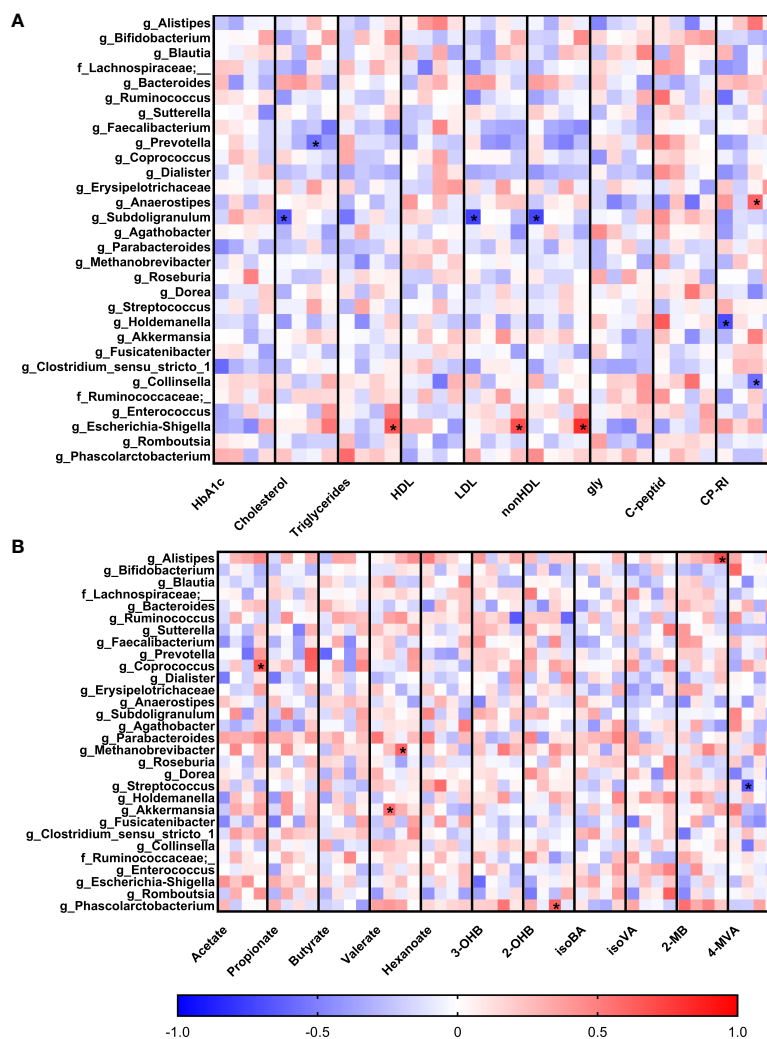 A
g_Alistipes
g_Bifidobacterium
g_Blautia
f_Lachnospiraceae;__
g_Bacteroides
g_Ruminococcus
g_Sutterella
g_Faecalibacterium
g_Prevotella
g_Coprococcus
g_Dialister
g_Erysipelotrichaceae
g_Anaerostipes
g_Subdoligranulum
g_Agathobacter
g_Parabacteroides
g_Methanobrevibacter
g_Roseburia
g_Dorea
g_Streptococcus
g_Holdemanella
g_Akkermansia
g_Fusicatenibacter
g_Clostridium_sensu_stricto_1
g_Collinsella
f_Ruminococcaceae;_
g_Enterococcus
g_Escherichia-Shigella
g_Romboutsia
g_Phascolarctobacterium
* * * * * * * * * * *
HbA1c Cholesterol Triglycerides HDL LDL nonHDL gly C-peptid CP-RI
B
g_Alistipes
g_Bifidobacterium
g_Blautia
f_Lachnospiraceae;__
g_Bacteroides
g_Ruminococcus
g_Sutterella
g_Faecalibacterium
g_Prevotella
g_Coprococcus
g_Dialister
g_Erysipelotrichaceae
g_Anaerostipes
g_Subdoligranulum
g_Agathobacter
g_Parabacteroides
g_Methanobrevibacter
g_Roseburia
g_Dorea
g_Streptococcus
g_Holdemanella
g_Akkermansia
g_Fusicatenibacter
g_Clostridium_sensu_stricto_1
g_Collinsella
f_Ruminococcaceae;_
g_Enterococcus
g_Escherichia-Shigella
g_Romboutsia
g_Phascolarctobacterium
* * * * * *
Acetate Propionate Butyrate Valerate Hexanoate 3-OHB 2-OHB isoBA isoVA 2-MB 4-MVA
-1.0 -0.5 0 0.5 1.0